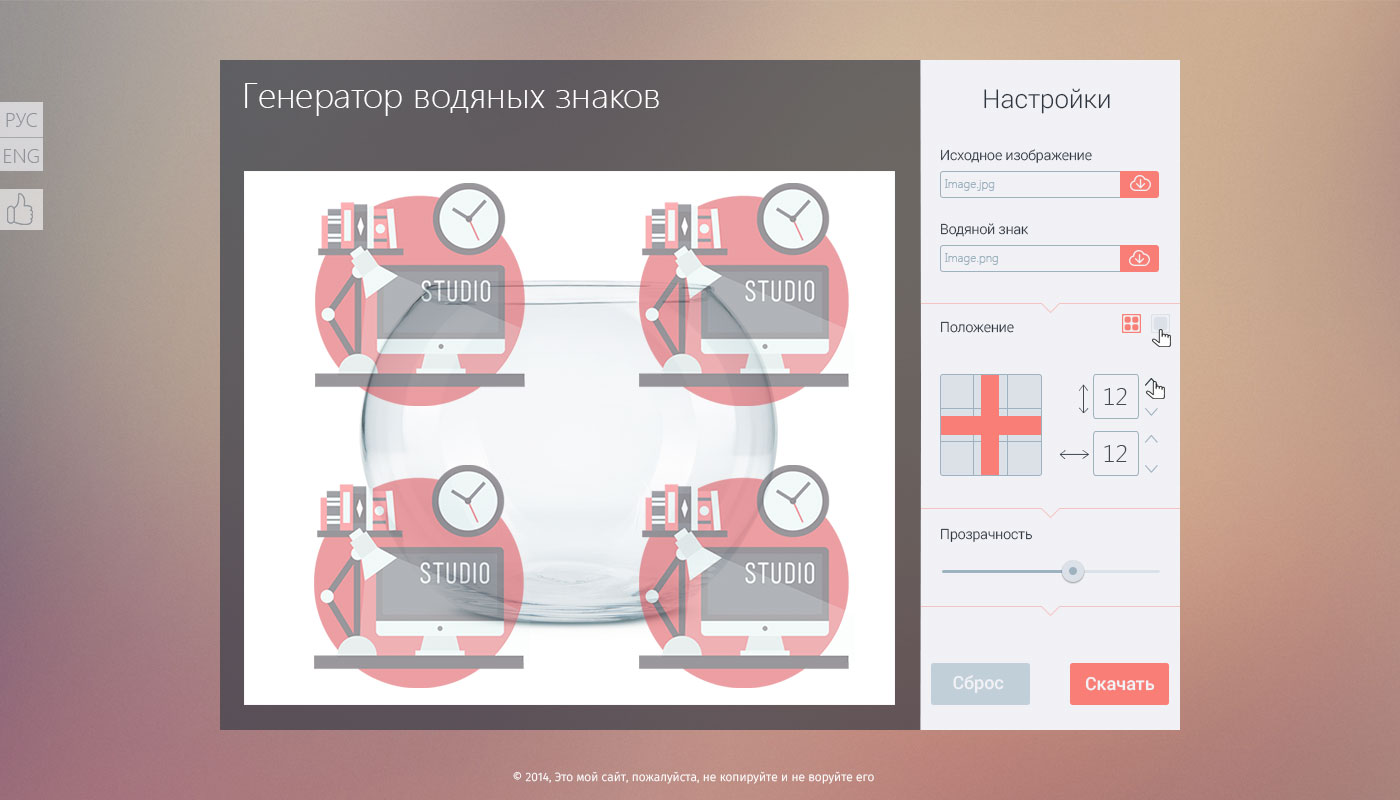 РУС
ENG
Генератор водяных знаков
STUDIO
STUDIO
STUDIO
STUDIO
Настройки
Исходное изображение
Image.jpg
Водяной знак
Image.png
Положение
12
12
Прозрачность
Сброс
Скачать
© 2014, Это мой сайт, пожалуйста, не копируйте и не воруйте его